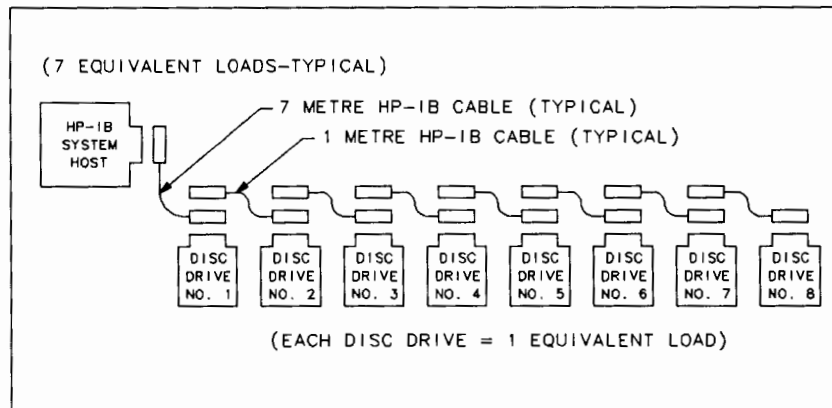 (7 EQUIVALENT LOADS-TYPICAL)
7 METRE HP-IB CABLE (TYPICAL)
1 METRE HP-IB CABLE (TYPICAL)
HP-IB
SYSTEM
HOST
DISC
DRIVE
NO. 1
DISC
DRIVE
NO. 2
DISC
DRIVE
NO. 3
DISC
DRIVE
NO. 4
DISC
DRIVE
NO. 5
DISC
DRIVE
NO. 6
DISC
DRIVE
NO. 7
DISC
DRIVE
NO. 8
(EACH DISC DRIVE = 1 EQUIVALENT LOAD)